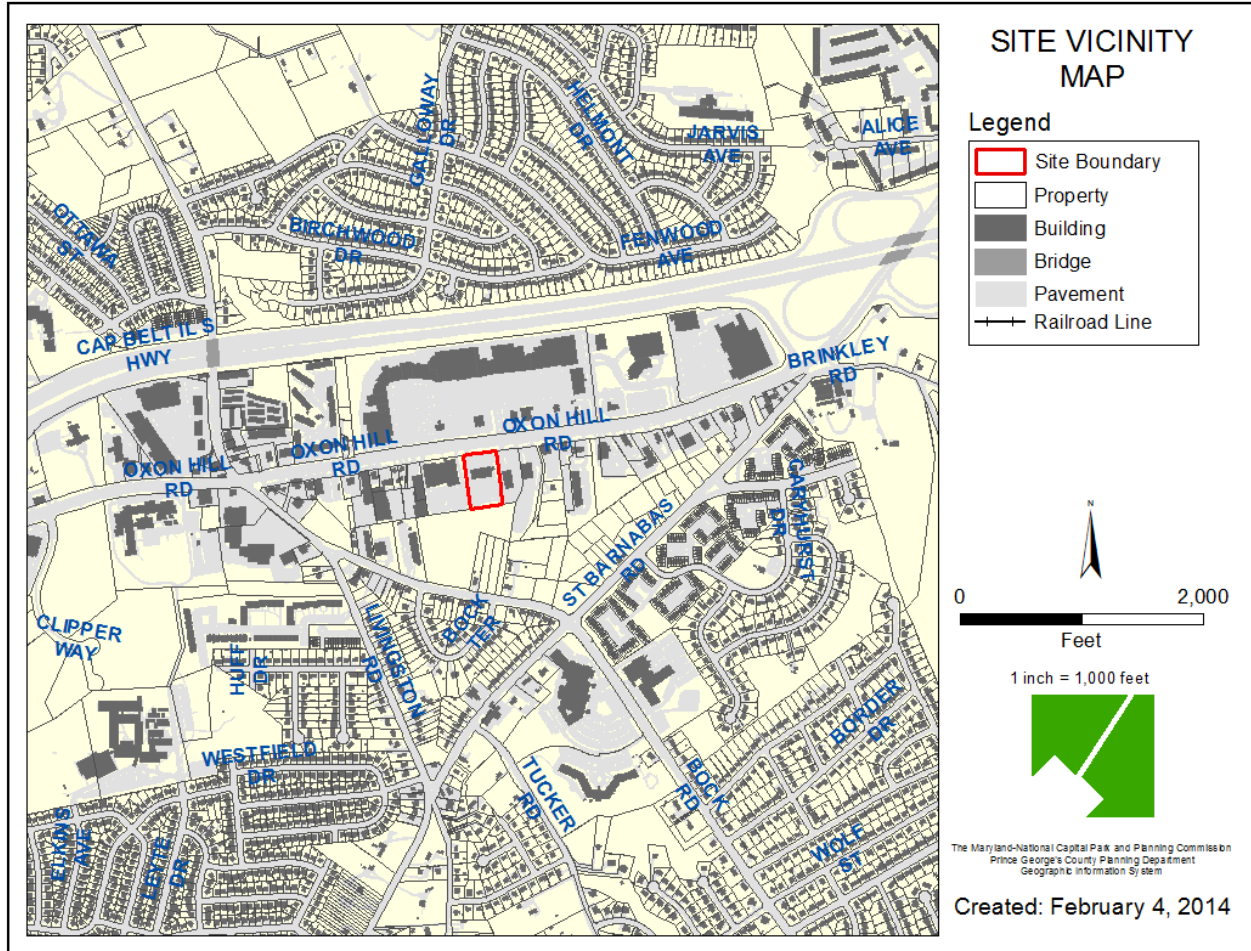 SITE VICINITY
MAP
Legend
Site Boundary
Property
Building
Bridge
Pavement
Railroad Line
GALLOWAY
DR
HELMONT
DR
JARVIS
AVE
ALICE
AVE
OTTAWA
ST
BIRCHWOOD
DR
FENWOOD
AVE
CAP BELT IL S
HWY
BRINKLEY
RD
OXON HILL
RD
OXON HILL
RD
OXON HILL
RD
ST BARNABAS
RD
GARYHURST
DR
CLIPPER
WAY
HUFF
DR
LIVINGSTON
RD
BOCK
TER
WESTFIELD
DR
TUCKER
RD
BOCK
RD
BORDER
DR
WOLF
ST
ELKINS
AVE
LEYTE
DR
N
0 2,000
Feet
1 inch = 1,000 feet
The Maryland-National Capital Park and Planning Commission
Prince George's County Planning Department
Geographic Information System
Created: February 4, 2014